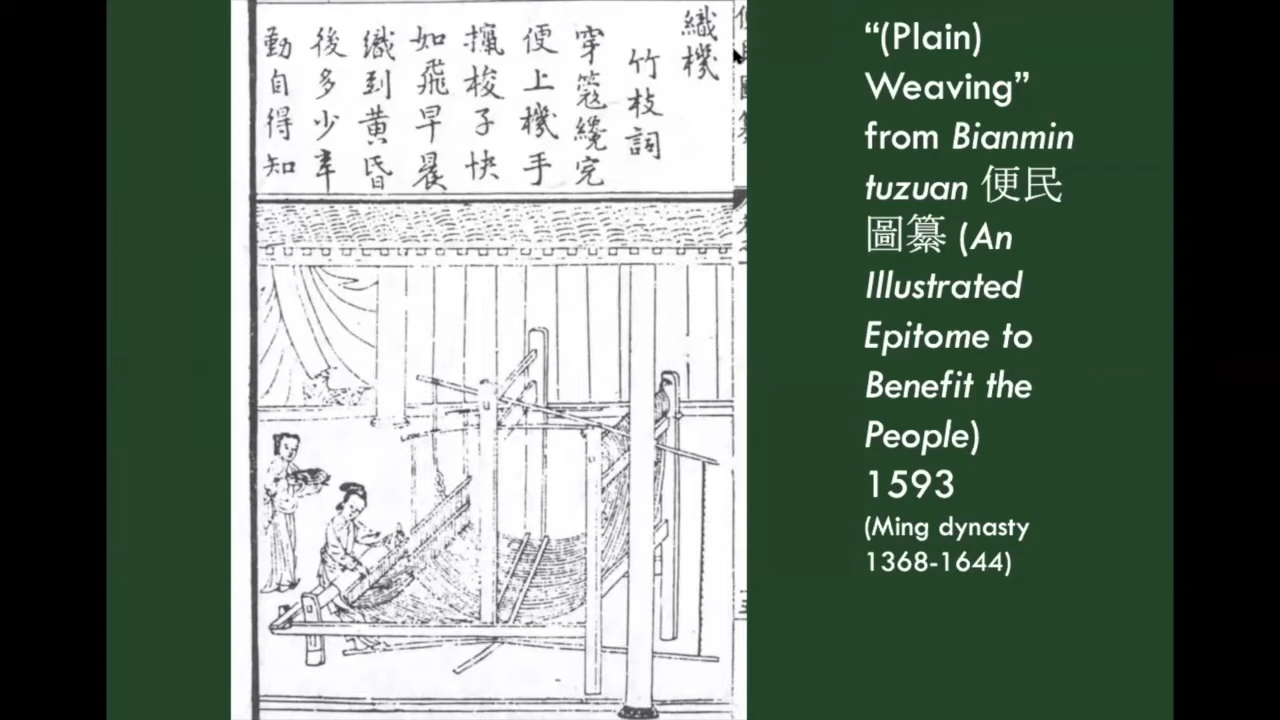 織機
竹枝詞
穿簆纔完
便上機手
攛梭子快
如飛早晨
織到黃昏
後多少辛
勤自得知
“(Plain)
Weaving”
from Bianmin
tuzuan 便民
圖纂 (An
Illustrated
Epitome to
Benefit the
People)
1593
(Ming dynasty
1368-1644)